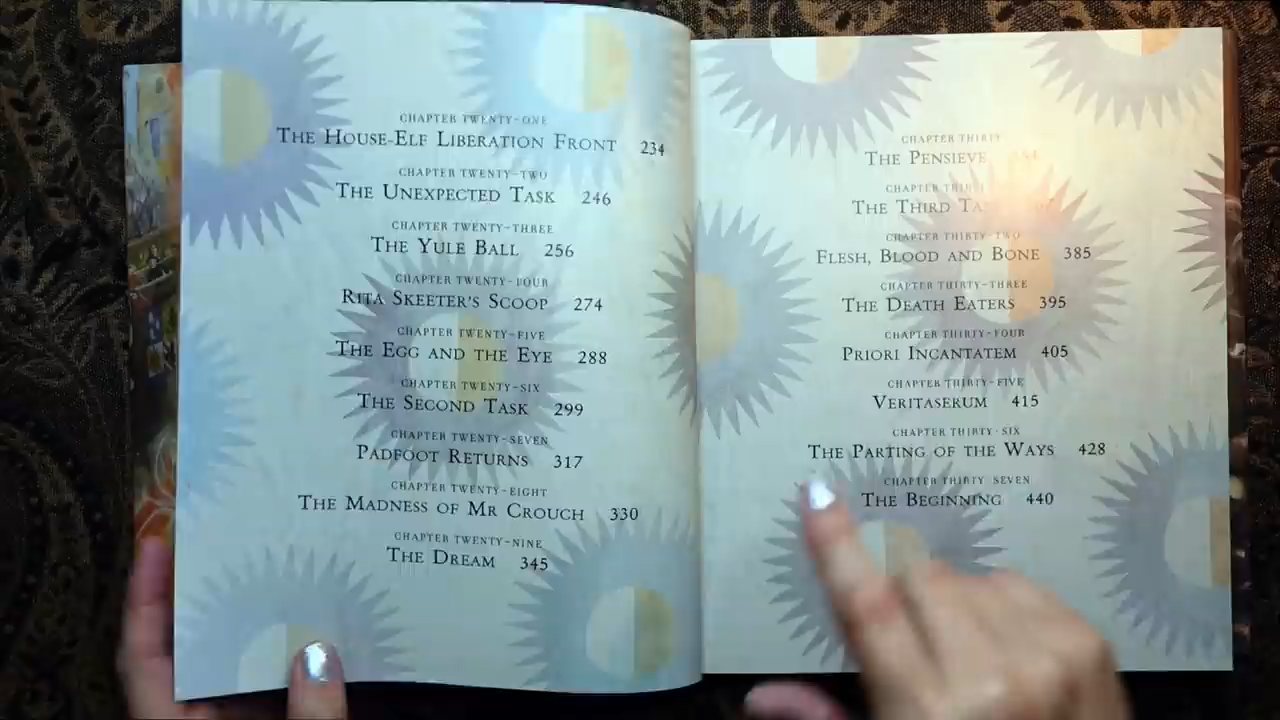 CHAPTER TWENTY-ONE
THE HOUSE-ELF LIBERATION FRONT 234
CHAPTER TWENTY-TWO
THE UNEXPECTED TASK 246
CHAPTER TWENTY-THREE
THE YULE BALL 256
CHAPTER TWENTY-FOUR
RITA SKEETER'S SCOOP 274
CHAPTER TWENTY-FIVE
THE EGG AND THE EYE 288
CHAPTER TWENTY-SIX
THE SECOND TASK 299
CHAPTER TWENTY-SEVEN
PADFOOT RETURNS 317
CHAPTER TWENTY-EIGHT
THE MADNESS OF MR CROUCH 330
CHAPTER TWENTY-NINE
THE DREAM 345
CHAPTER THIRTY
THE PENSIEVE
CHAPTER
THE THIRD
CHAPTER THIRTY-TWO
FLESH, BLOOD AND BONE 385
CHAPTER THIRTY-THREE
THE DEATH EATERS 395
CHAPTER THIRTY-FOUR
PRIORI INCANTATEM 405
CHAPTER THIRTY-FIVE
VERITASERUM 415
CHAPTER THIRTY-SIX
THE PARTING OF THE WAYS 428
CHAPTER THIRTY-SEVEN
THE BEGINNING 440